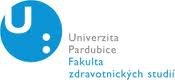 Univerzita
Pardubice
Fakulta
zdravotnických studií